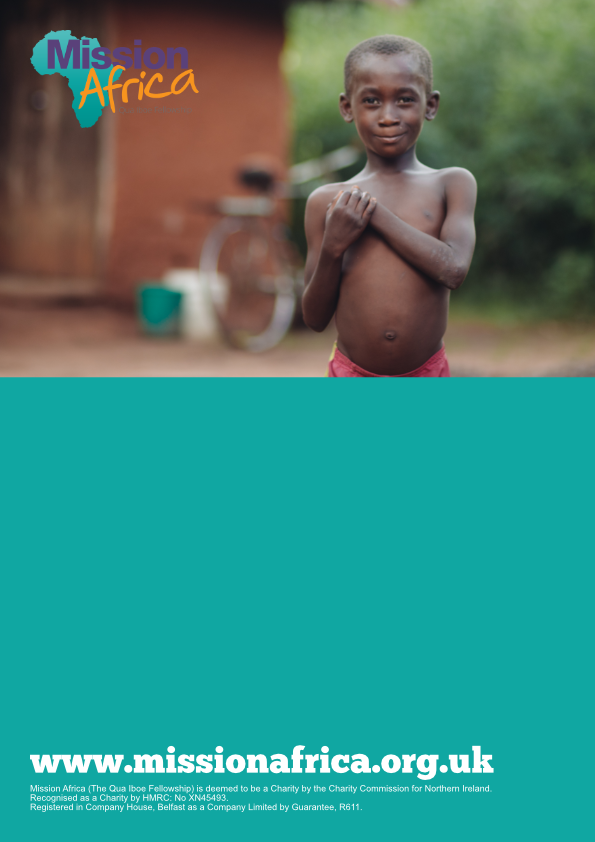 Mission
Africa
www.missionafrica.org.uk
Mission Africa (The Qua Iboe Fellowship) is deemed to be a Charity by the Charity Commission for Northern Ireland.
Recognised as a Charity by HMRC: No XN45493.
Registered in Company House, Belfast as a Company Limited by Guarantee, R611.